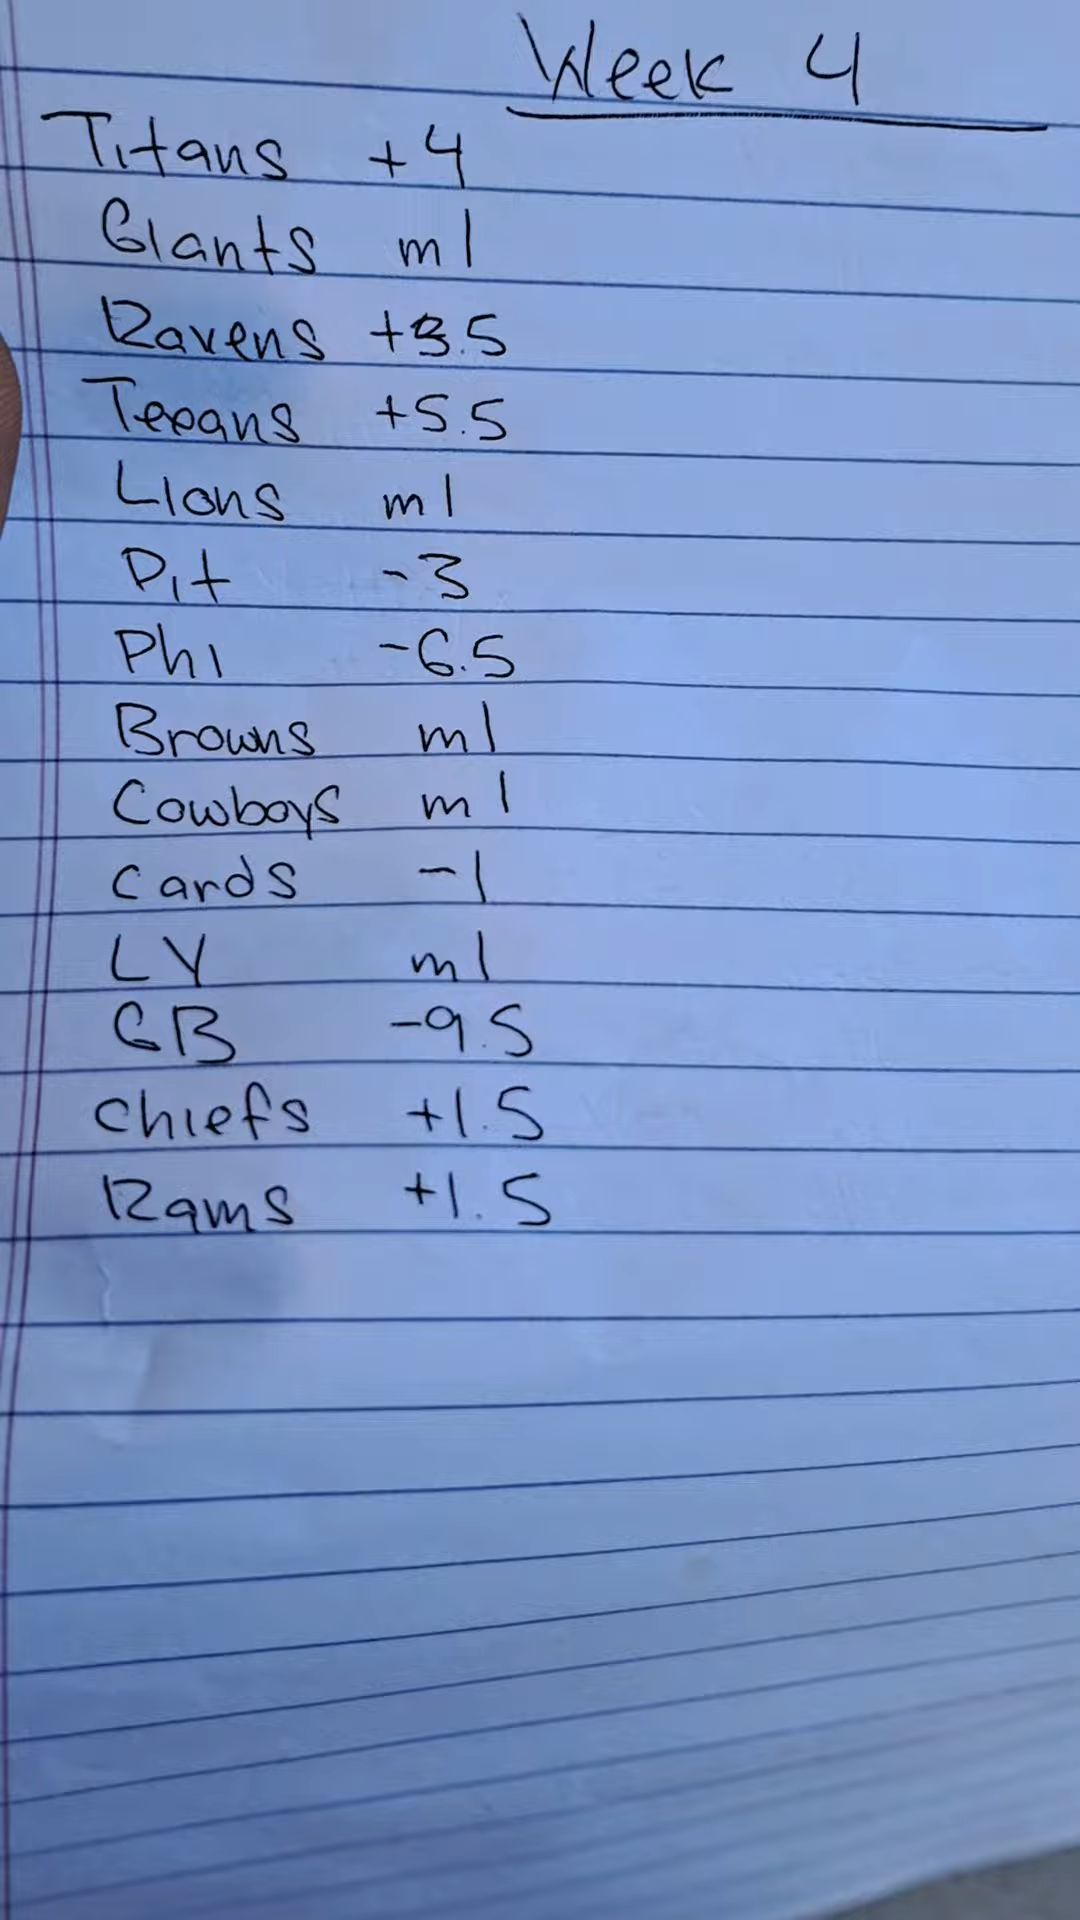 Week 4
Titans +4
Giants ml
Ravens +3.5
Texans +5.5
Lions ml
Pit -3
Phi -6.5
Browns ml
Cowboys ml
Cards -1
LV ml
GB -9.5
Chiefs +1.5
Rams +1.5